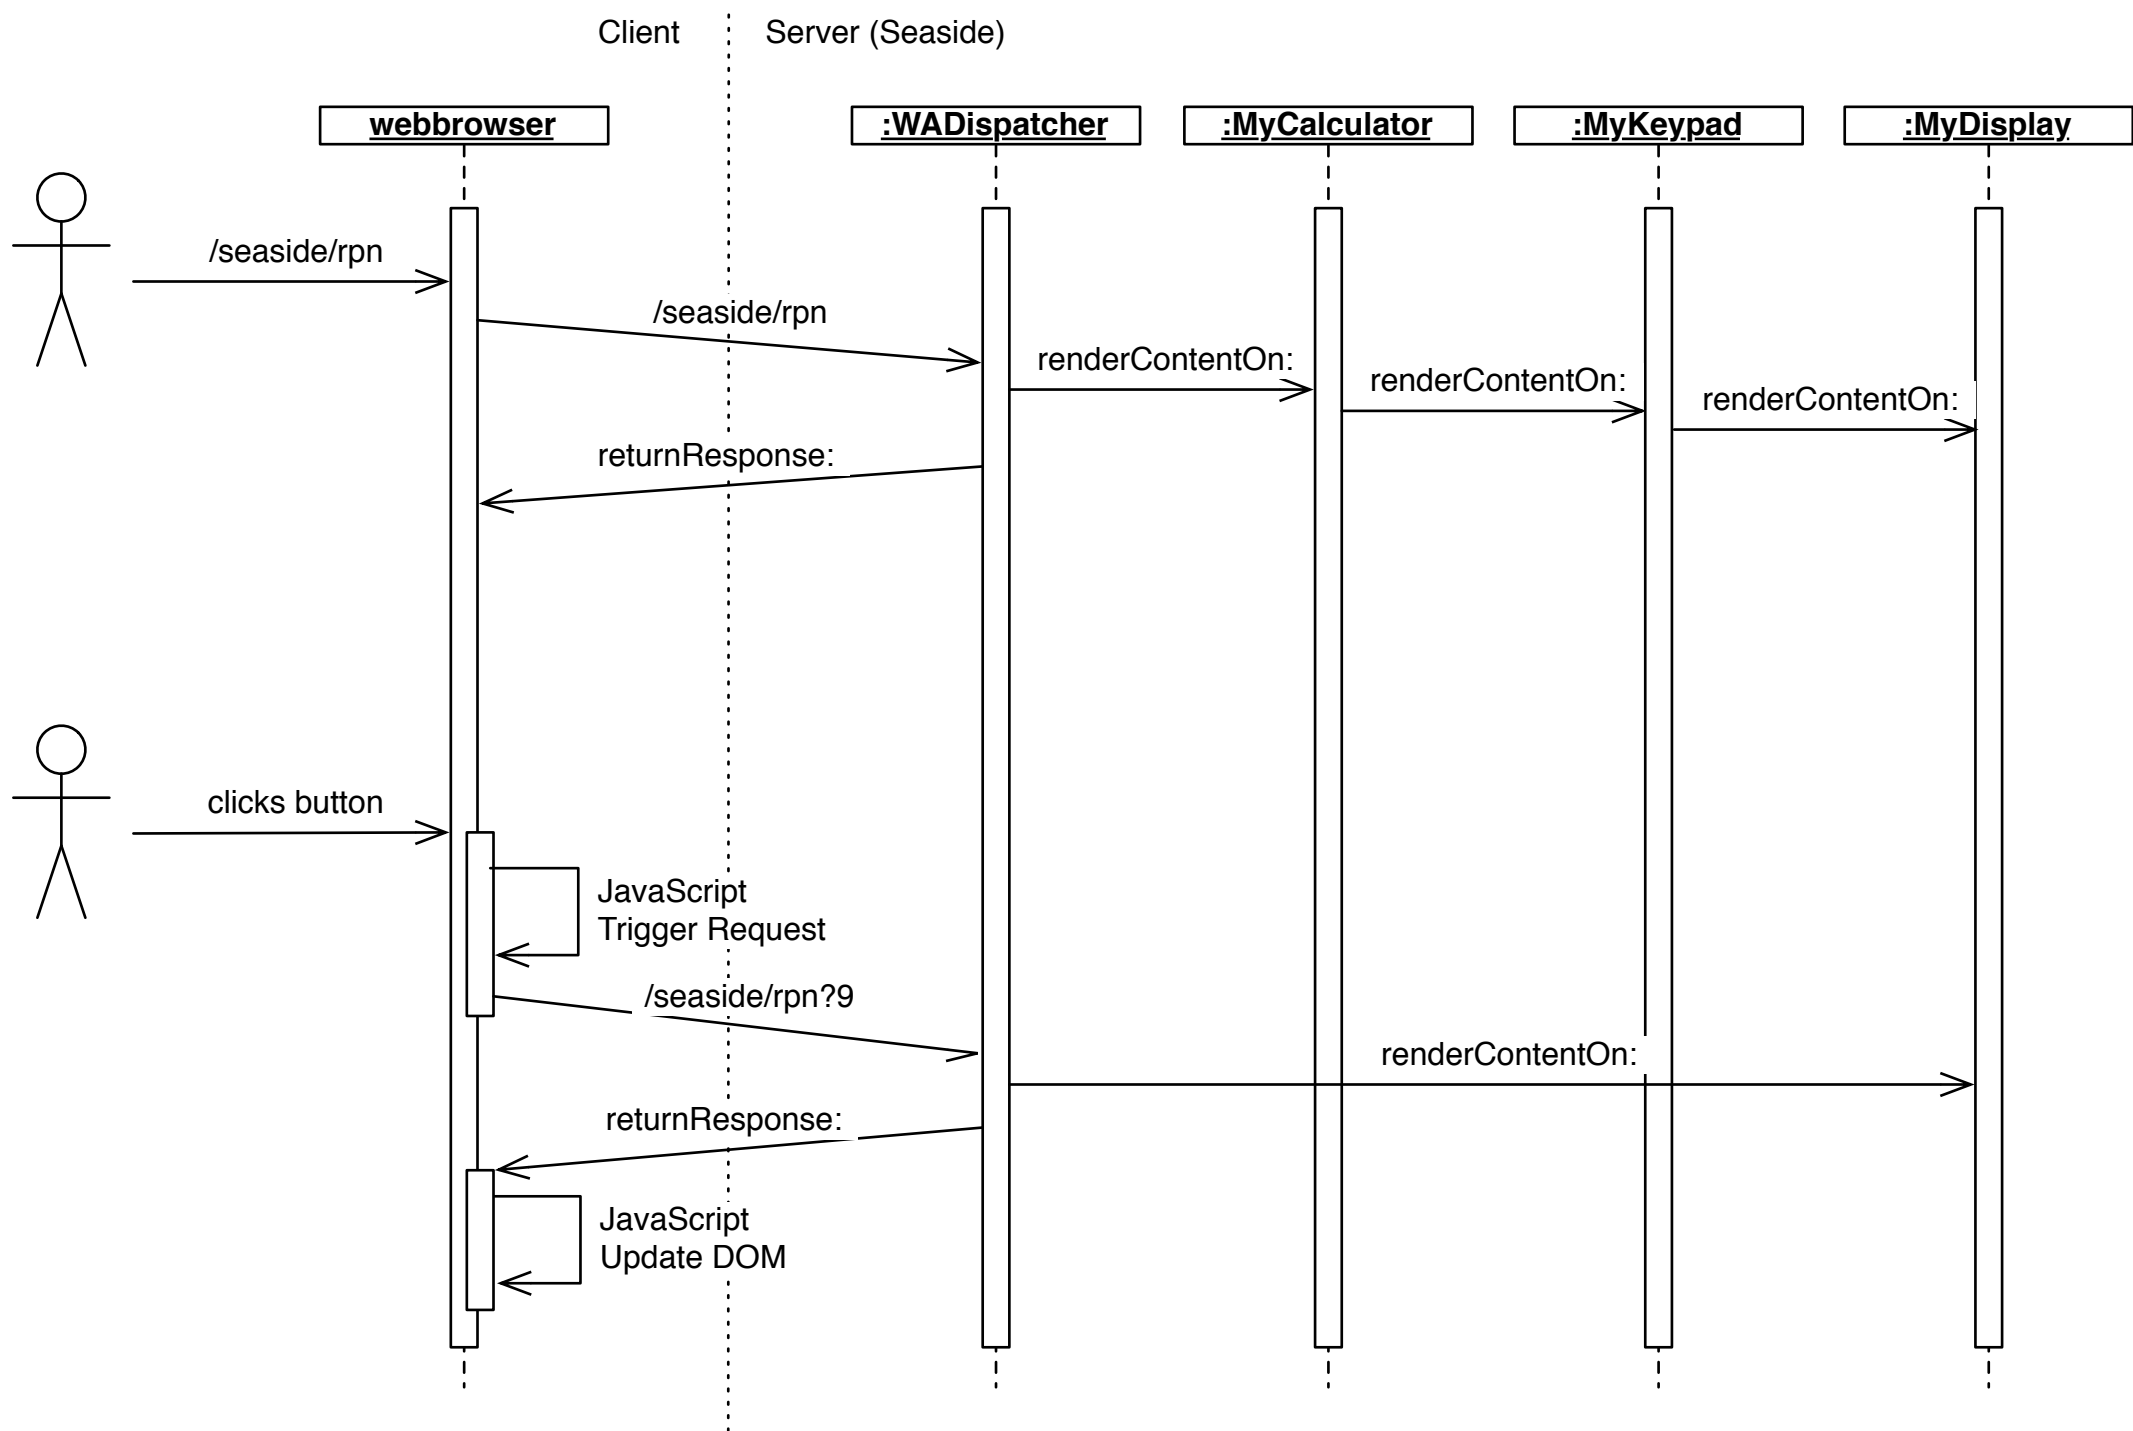 Client
Server (Seaside)
webbrowser
:WADispatcher
:MyCalculator
:MyKeypad
:MyDisplay
/seaside/rpn
/seaside/rpn
renderContentOn:
renderContentOn:
renderContentOn:
returnResponse:
clicks button
JavaScript
Trigger Request
/seaside/rpn?9
renderContentOn:
returnResponse:
JavaScript
Update DOM